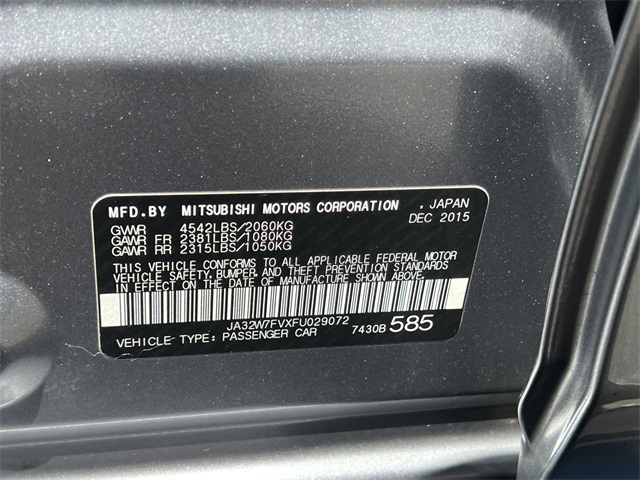 MFD.BY MITSUBISHI MOTORS CORPORATION . JAPAN
DEC 2015
GVWR 4542LBS/2060KG
GAWR FR 2381LBS/1080KG
GAWR RR 2315LBS/1050KG
THIS VEHICLE CONFORMS TO ALL APPLICABLE FEDERAL MOTOR
VEHICLE SAFETY, BUMPER, AND THEFT PREVENTION STANDARDS
IN EFFECT ON THE DATE OF MANUFACTURE SHOWN ABOVE.
JA32W7FVXFU029072
VEHICLE TYPE: PASSENGER CAR 7430B 585